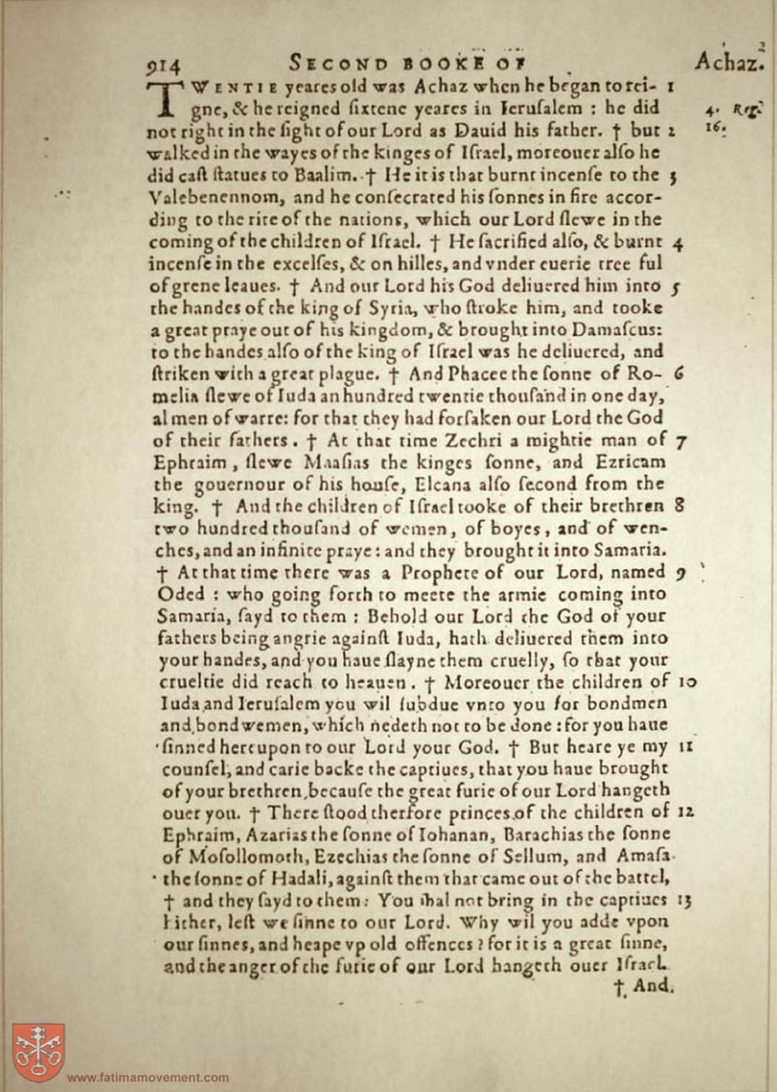 914 SECOND BOOKE OF Achaz.
TWENTIE yeares old was Achaz when he began to rei- 1
gne, & he reigned ſixtene yeares in Ieruſalem : he did 4. Reg.
not right in the ſight of our Lord as Dauid his father. † but 2 16.
walked in the wayes of the kinges of Iſrael, moreouer alſo he
did caſt ſtatues to Baalim. † He it is that burnt incenſe to the 3
Valebenennom, and he conſecrated his ſonnes in fire accor-
ding to the rite of the nations, which our Lord ſlewe in the
coming of the children of Iſrael. † He ſacrificed alſo, & burnt 4
incenſe in the excelſes, & on hilles, and vnder euerie tree ful
of grene leaues. † And our Lord his God deliuered him into 5
the handes of the king of Syria, who ſtroke him, and tooke
a great praye out of his kingdom, & brought into Damaſcus:
to the handes alſo of the king of Iſrael was he deliuered, and
ſtriken with a great plague. † And Phacee the ſonne of Ro- 6
melia ſlewe of Iuda an hundred twentie thouſand in one day,
al men of warre: for that they had forſaken our Lord the God
of their fathers. † At that time Zechri a mightie man of 7
Ephraim, ſlewe Maaſias the kinges ſonne, and Ezricam
the gouernour of his houſe, Elcana alſo ſecond from the
king. † And the children of Iſrael tooke of their brethren 8
two hundred thouſand of wemen, of boyes, and of wen-
ches, and an infinite praye: and they brought it into Samaria.
† At that time there was a Prophete of our Lord, named 9
Oded : who going forth to meete the armie coming into
Samaria, ſayd to them : Behold our Lord the God of your
fathers being angrie againſt Iuda, hath deliuered them into
your handes, and you haue ſlayne them cruelly, ſo that your
crueltie did reach to heauen. † Moreouer the children of 10
Iuda and Ieruſalem you wil ſubdue vnto you for bondmen
and bondwemen, which nedeth not to be done : for you haue
ſinned hereupon to our Lord your God. † But heare ye my 11
counſel, and carie backe the captiues, that you haue brought
of your brethren, becauſe the great furie of our Lord hangeth
ouer you. † There ſtood therfore princes of the children of 12
Ephraim, Azarias the ſonne of Iohanan, Barachias the ſonne
of Moſollomoth, Ezechias the ſonne of Sellum, and Amaſa
the ſonne of Hadali, againſt them that came out of the battel,
† and they ſayd to them: You ſhal not bring in the captiues 13
hither, leſt we ſinne to our Lord. Why wil you adde vpon
our ſinnes, and heape vp old offences? for it is a great ſinne,
and the anger of the furie of our Lord hangeth ouer Iſrael.
† And.
www.fatimamovement.com